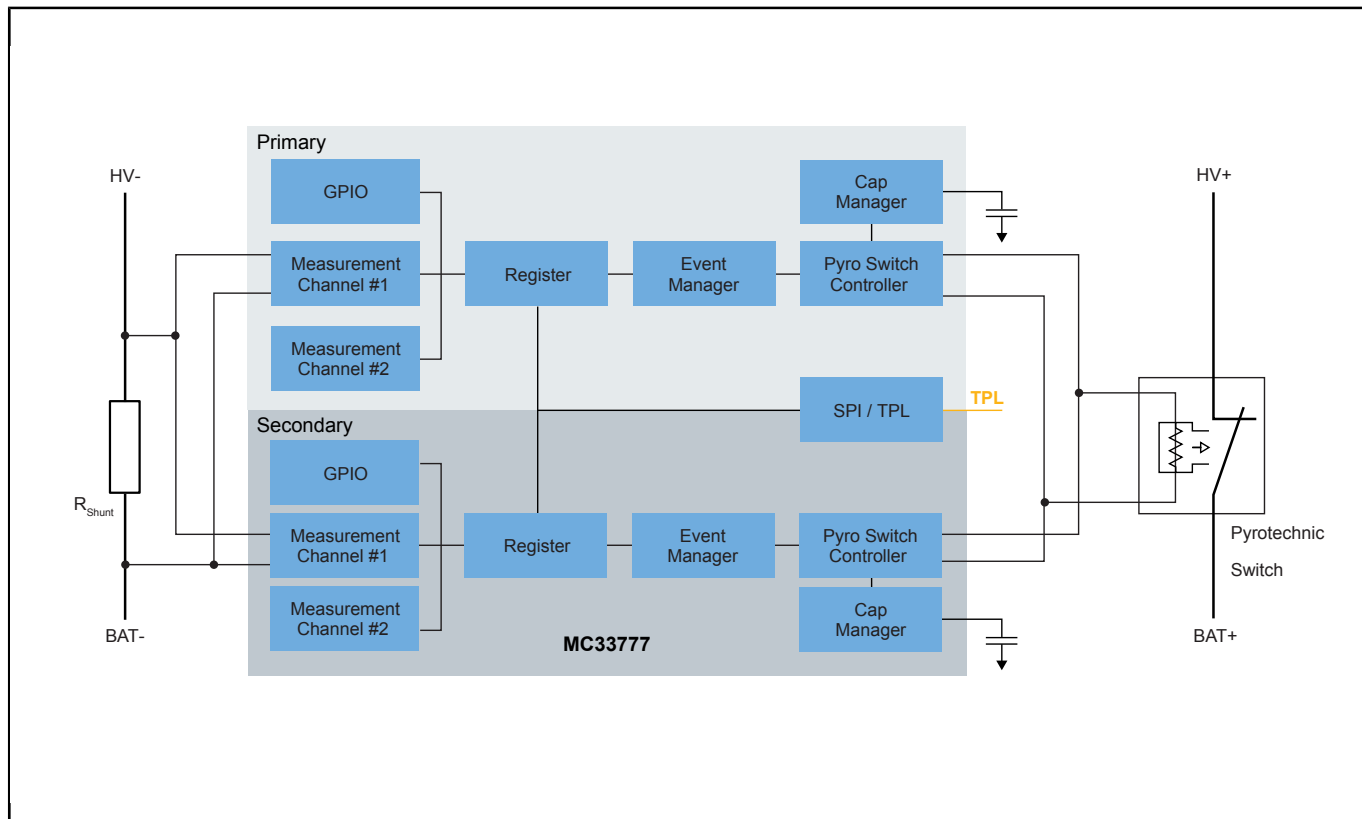 Primary
HV-
GPIO
Cap
Manager
HV+
Measurement
Channel #1
Register
Event
Manager
Pyro Switch
Controller
Measurement
Channel #2
SPI / TPL
TPL
Secondary
GPIO
RShunt
Measurement
Channel #1
Register
Event
Manager
Pyro Switch
Controller
Pyrotechnic
Switch
Measurement
Channel #2
Cap
Manager
BAT-
MC33777
BAT+